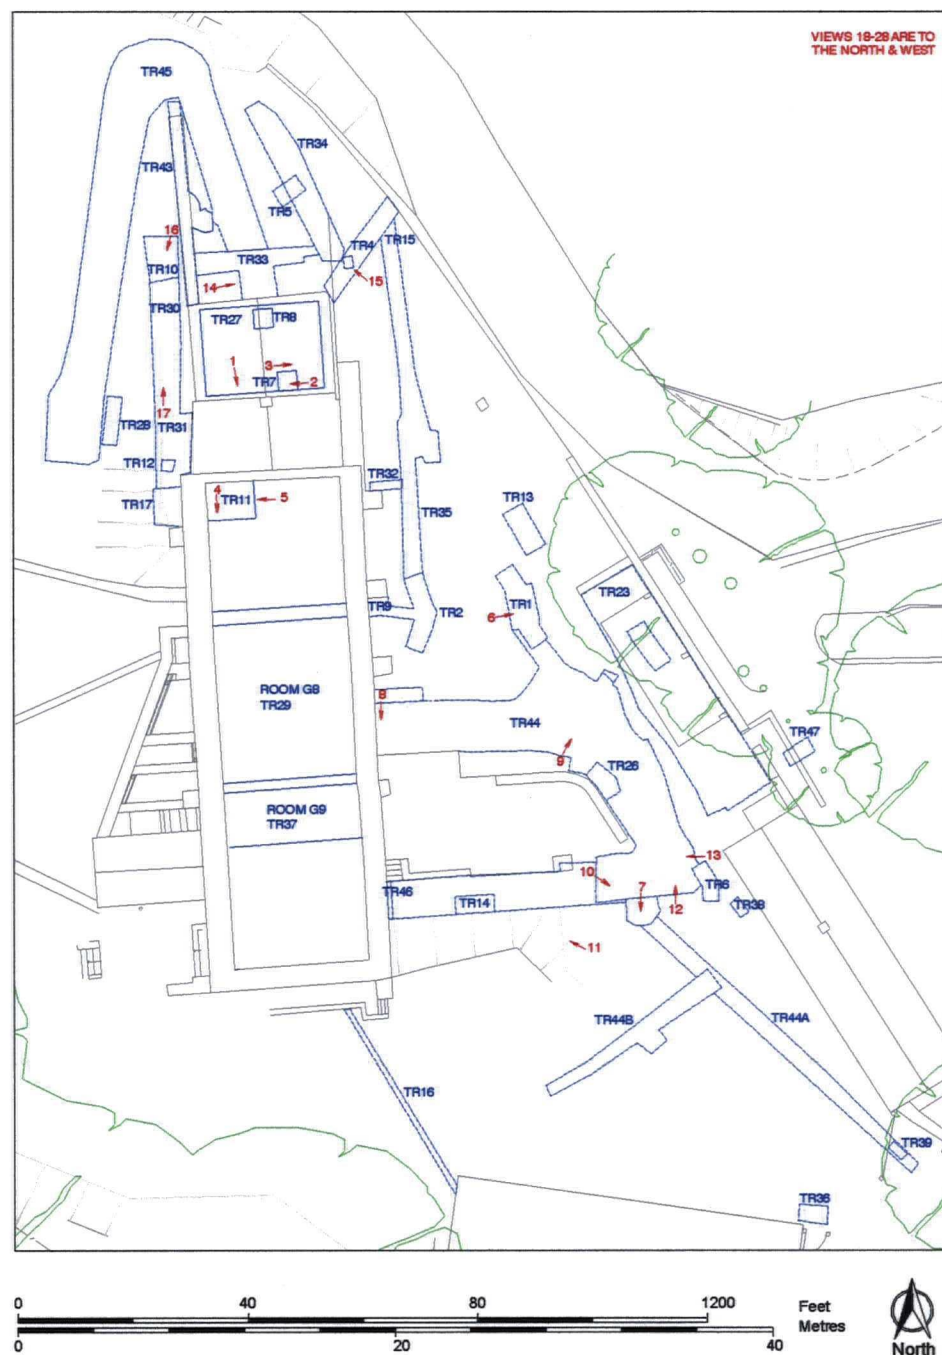 VIEWS 18-28 ARE TO
THE NORTH & WEST
TR45
TR34
TR43
TR5
16
TR4
TR15
TR33
TR10
14
15
TR30
TR27
TR8
1
3
TR7
2
17
TR28
TR31
TR12
TR32
4
TR11
5
TR17
TR35
TR13
TR23
TR9
TR2
6
TR1
ROOM G8
TR29
8
TR44
9
TR47
TR26
ROOM G9
TR37
13
10
TR46
TR14
7
12
TR6
TR38
11
TR44B
TR44A
TR16
TR39
TR36
0
40
80
1200
Feet
Metres
0
20
40
North